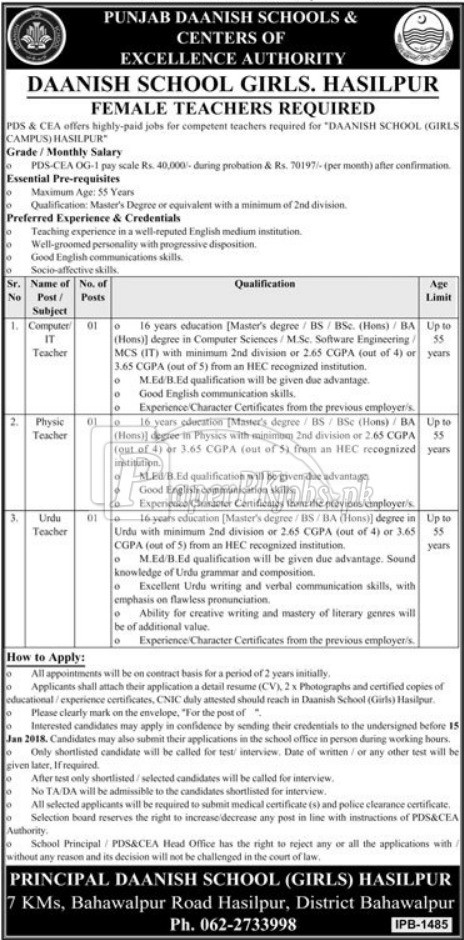 PUNJAB DAANISH SCHOOLS &
CENTERS OF
EXCELLENCE AUTHORITY
DAANISH SCHOOL GIRLS. HASILPUR
FEMALE TEACHERS REQUIRED
PDS & CEA offers highly-paid jobs for competent teachers required for "DAANISH SCHOOL (GIRLS
CAMPUS) HASILPUR"
Grade / Monthly Salary
o PDS-CEA OG-1 pay scale Rs. 40,000/- during probation & Rs. 70197/- (per month) after confirmation.
Essential Pre-requisites
o Maximum Age: 55 Years
o Qualification: Master's Degree or equivalent with a minimum of 2nd division.
Preferred Experience & Credentials
o Teaching experience in a well-reputed English medium institution.
o Well-groomed personality with progressive disposition.
o Good English communications skills.
o Socio-affective skills.
Sr. No
Name of Post / Subject
No. of Posts
Qualification
Age Limit
1.
Computer/ IT Teacher
01
o 16 years education [Master's degree / BS / BSc. (Hons) / BA
(Hons)] degree in Computer Sciences / M.Sc. Software Engineering /
MCS (IT) with minimum 2nd division or 2.65 CGPA (out of 4) or
3.65 CGPA (out of 5) from an HEC recognized institution.
o M.Ed/B.Ed qualification will be given due advantage.
o Good English communication skills.
o Experience/Character Certificates from the previous employer/s.
Up to 55 years
2.
Physic Teacher
01
o 16 years education [Master's degree / BS / BSc (Hons) / BA
(Hons)] degree in Physics with minimum 2nd division or 2.65 CGPA
(out of 4) or 3.65 CGPA (out of 5) from an HEC recognized
institution.
o M.Ed/B.Ed qualification will be given due advantage.
o Good English communication skills.
o Experience/Character Certificates from the previous employer/s.
Up to 55 years
PaperPKjobs.pk
3.
Urdu Teacher
01
o 16 years education [Master's degree / BS / BA (Hons)] degree in
Urdu with minimum 2nd division or 2.65 CGPA (out of 4) or 3.65
CGPA (out of 5) from an HEC recognized institution.
o M.Ed/B.Ed qualification will be given due advantage. Sound
knowledge of Urdu grammar and composition.
o Excellent Urdu writing and verbal communication skills, with
emphasis on flawless pronunciation.
o Ability for creative writing and mastery of literary genres will
be of additional value.
o Experience/Character Certificates from the previous employer/s.
Up to 55 years
How to Apply:
o All appointments will be on contract basis for a period of 2 years initially.
o Applicants shall attach their application a detail resume (CV), 2 x Photographs and certified copies of
educational / experience certificates, CNIC duly attested should reach in Daanish School (Girls) Hasilpur.
o Please clearly mark on the envelope, "For the post of ".
o Interested candidates may apply in confidence by sending their credentials to the undersigned before 15
Jan 2018. Candidates may also submit their applications in the school office in person during working hours.
o Only shortlisted candidate will be called for test/ interview. Date of written / or any other test will be
given later, If required.
o After test only shortlisted / selected candidates will be called for interview.
o No TA/DA will be admissible to the candidates shortlisted for interview.
o All selected applicants will be required to submit medical certificate (s) and police clearance certificate.
o Selection board reserves the right to increase/decrease any post in line with instructions of PDS&CEA
Authority.
o School Principal / PDS&CEA Head Office has the right to reject any or all the applications with /
without any reason and its decision will not be challenged in the court of law.
PRINCIPAL DAANISH SCHOOL (GIRLS) HASILPUR
7 KMs, Bahawalpur Road Hasilpur, District Bahawalpur
Ph. 062-2733998
IPB-1485